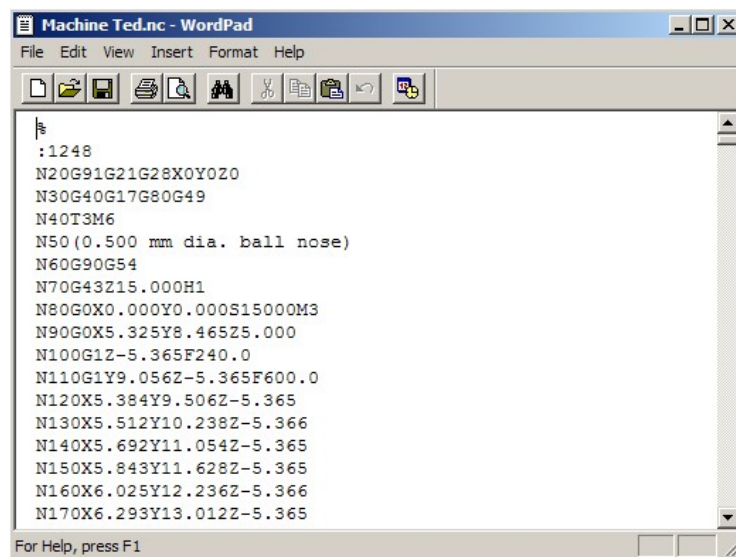 Machine Ted.nc - WordPad
File Edit View Insert Format Help
%
:1248
N20G91G21G28X0Y0Z0
N30G40G17G80G49
N40T3M6
N50(0.500 mm dia. ball nose)
N60G90G54
N70G43Z15.000H1
N80G0X0.000Y0.000S15000M3
N90G0X5.325Y8.465Z5.000
N100G1Z-5.365F240.0
N110G1Y9.056Z-5.365F600.0
N120X5.384Y9.506Z-5.365
N130X5.512Y10.238Z-5.366
N140X5.692Y11.054Z-5.365
N150X5.843Y11.628Z-5.365
N160X6.025Y12.236Z-5.366
N170X6.293Y13.012Z-5.365
For Help, press F1